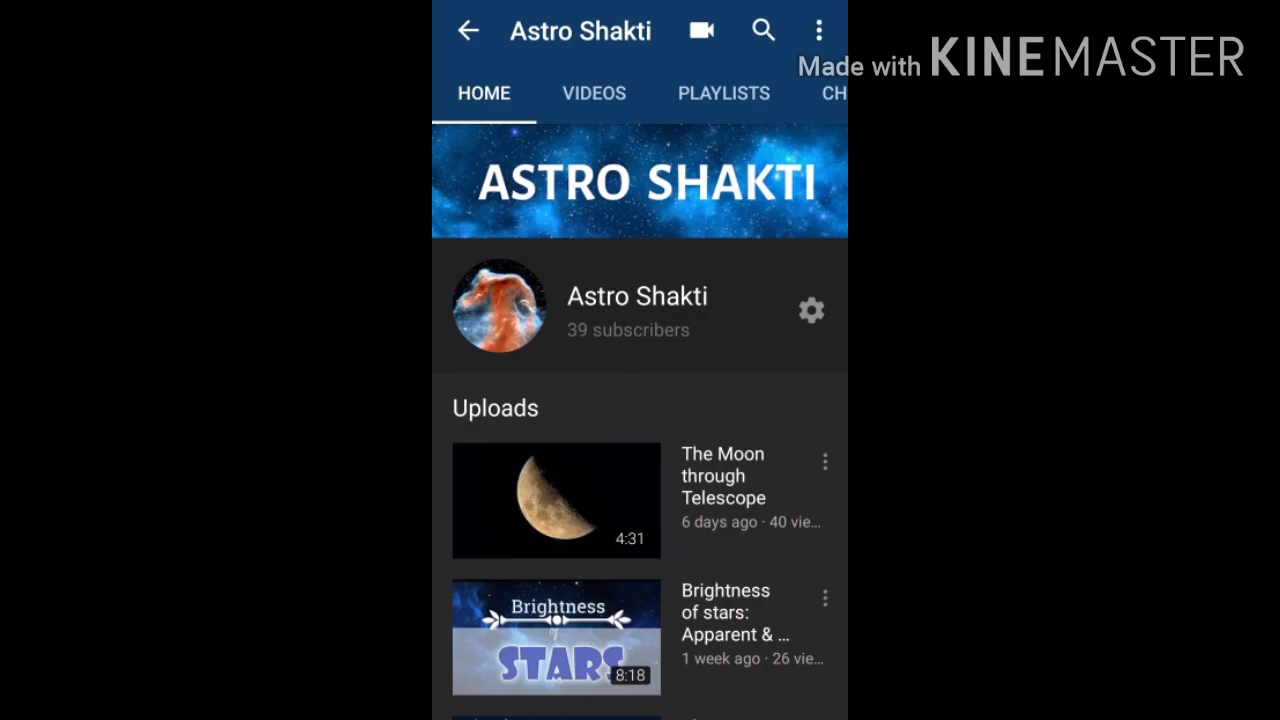 Astro Shakti
Made with KINEMASTER
HOME VIDEOS PLAYLISTS CH
ASTRO SHAKTI
Astro Shakti
39 subscribers
Uploads
The Moon
through
Telescope
6 days ago · 40 vie...
4:31
Brightness
of
STARS
8:18
Brightness
of stars:
Apparent & ...
1 week ago · 26 vie...